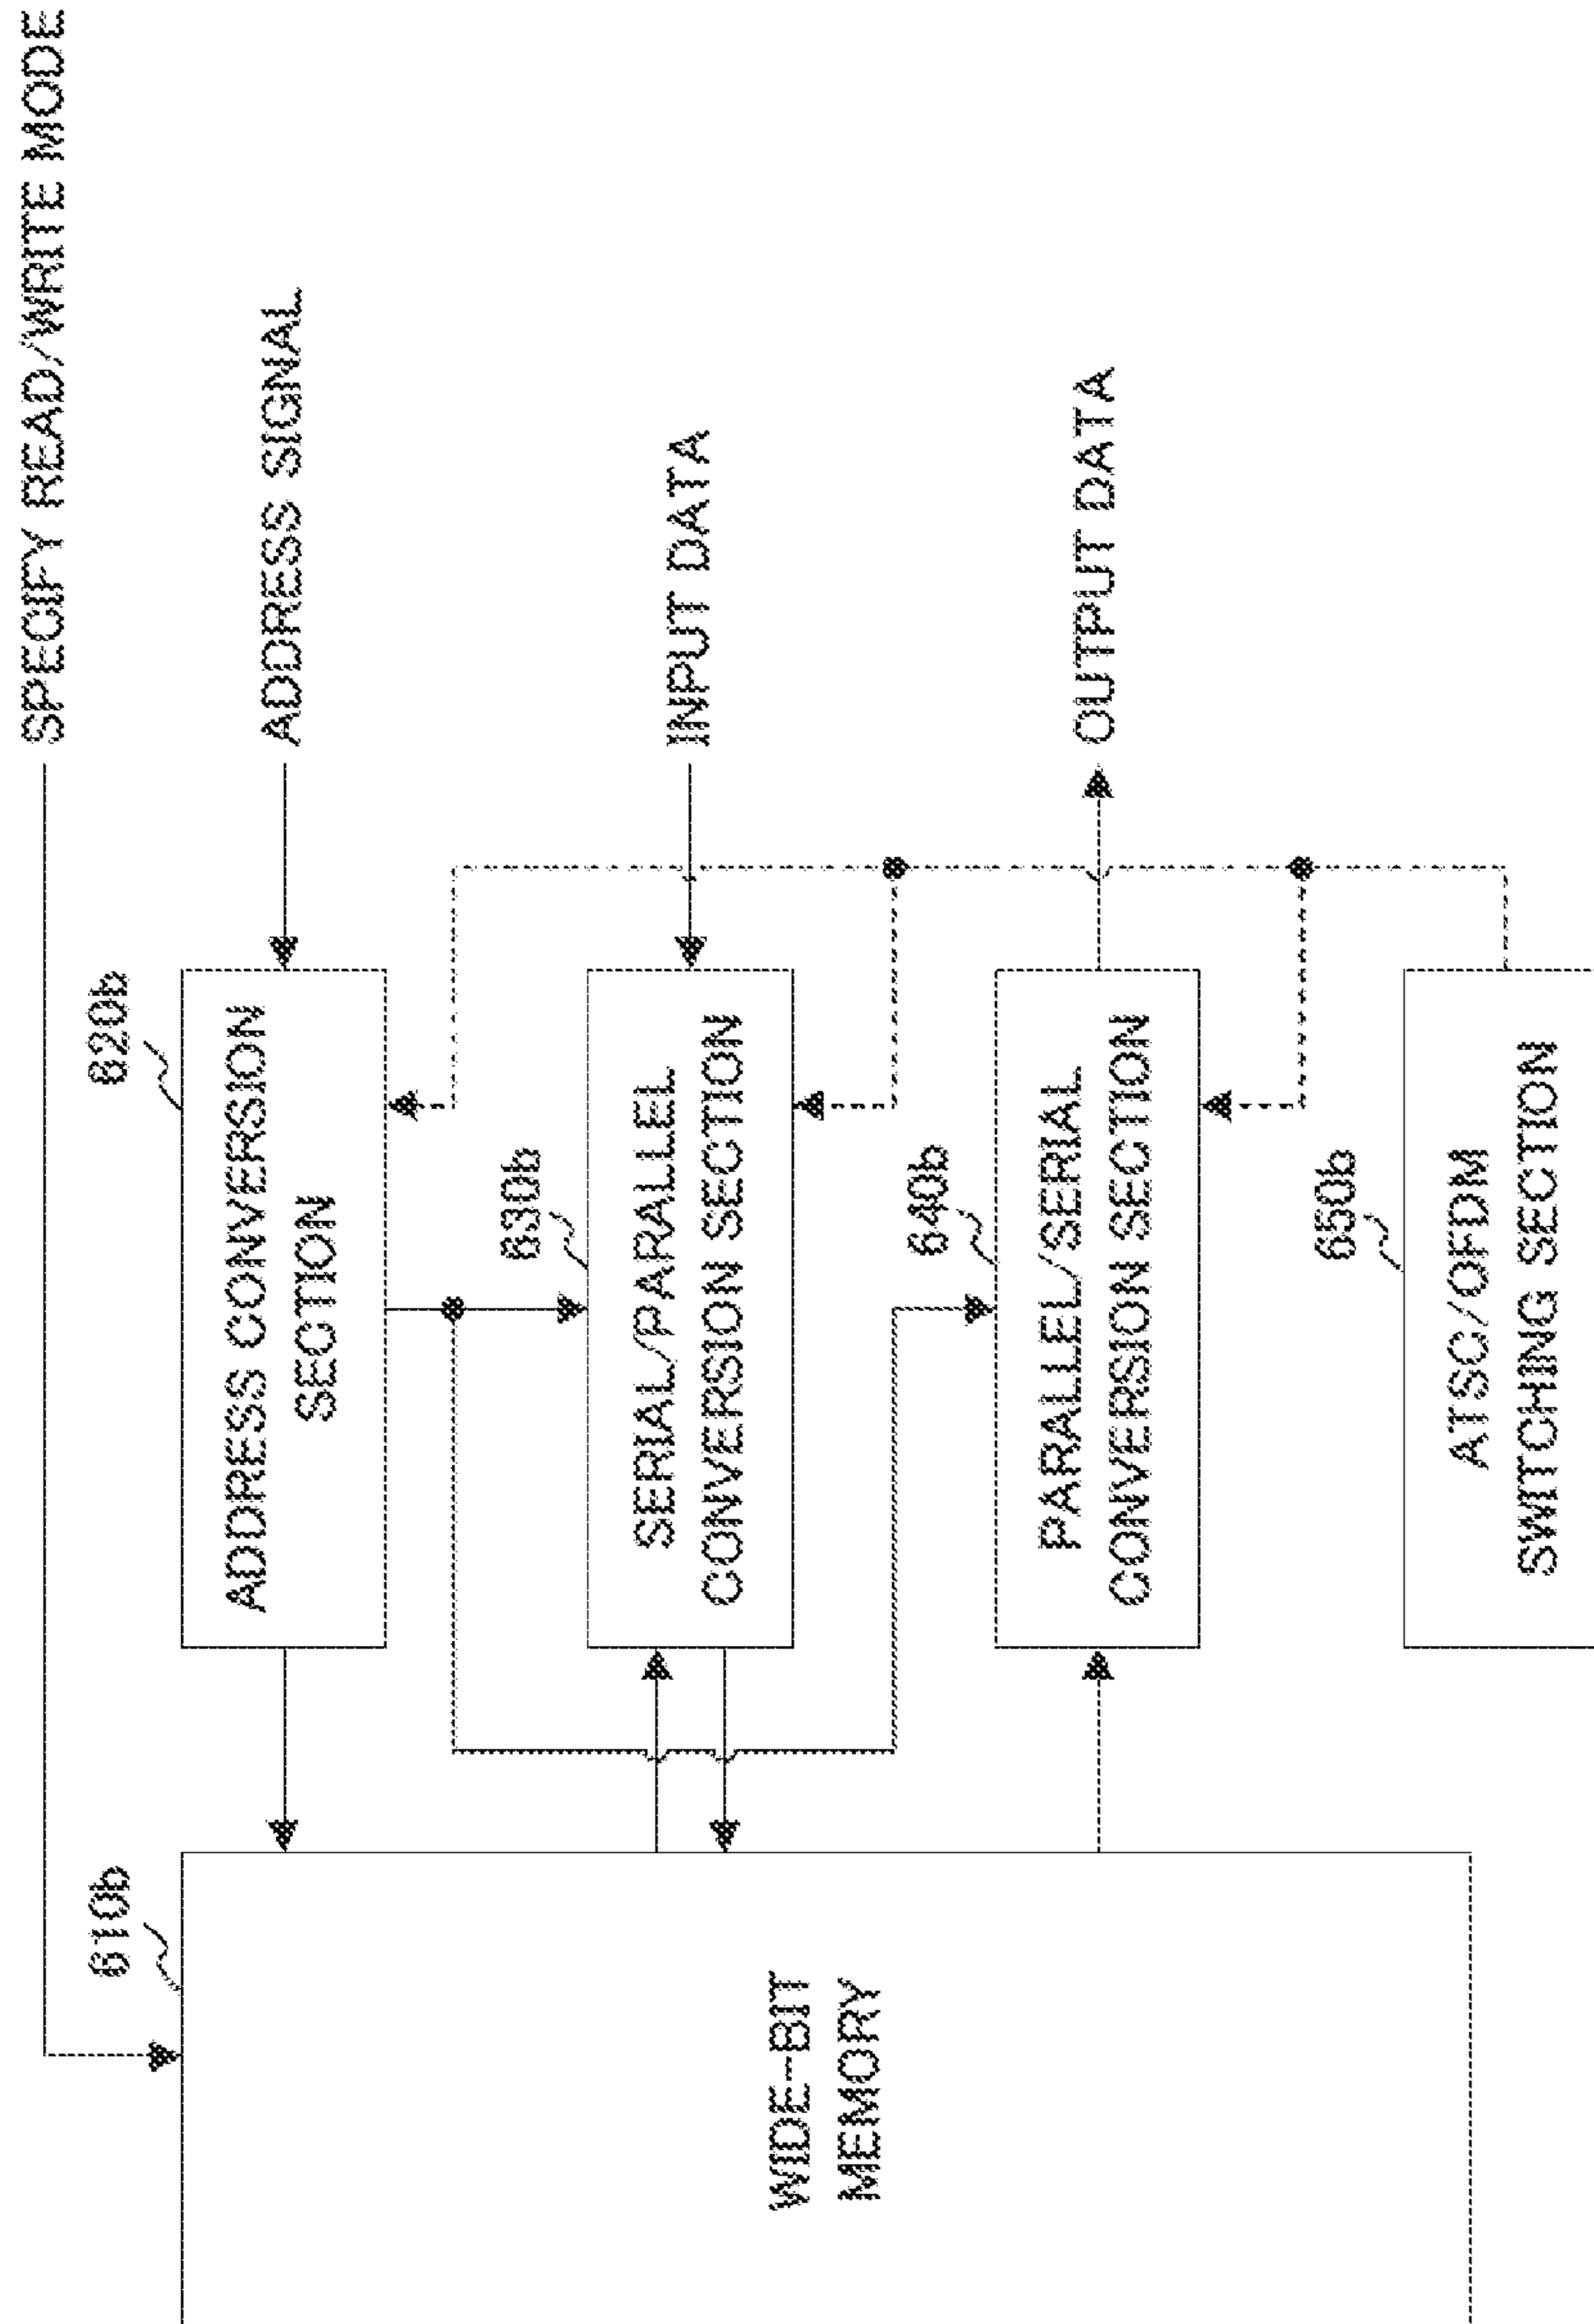 SPECIFY READ/WRITE MODE
610b
WIDE-BIT
MEMORY
620b
ADDRESS CONVERSION
SECTION
ADDRESS SIGNAL
630b
SERIAL/PARALLEL
CONVERSION SECTION
INPUT DATA
640b
PARALLEL/SERIAL
CONVERSION SECTION
OUTPUT DATA
650b
ATSC/OFDM
SWITCHING SECTION